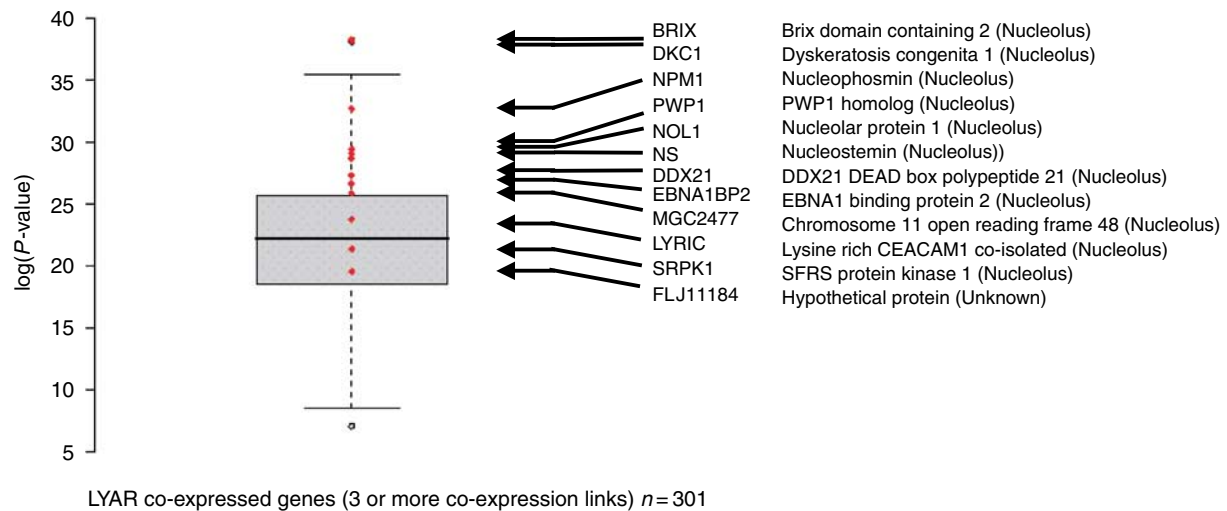 40
35
30
25
20
15
10
5
log(P-value)
BRIX Brix domain containing 2 (Nucleolus)
DKC1 Dyskeratosis congenita 1 (Nucleolus)
NPM1 Nucleophosmin (Nucleolus)
PWP1 PWP1 homolog (Nucleolus)
NOL1 Nucleolar protein 1 (Nucleolus)
NS Nucleostemin (Nucleolus))
DDX21 DDX21 DEAD box polypeptide 21 (Nucleolus)
EBNA1BP2 EBNA1 binding protein 2 (Nucleolus)
MGC2477 Chromosome 11 open reading frame 48 (Nucleolus)
LYRIC Lysine rich CEACAM1 co-isolated (Nucleolus)
SRPK1 SFRS protein kinase 1 (Nucleolus)
FLJ11184 Hypothetical protein (Unknown)
LYAR co-expressed genes (3 or more co-expression links) n = 301